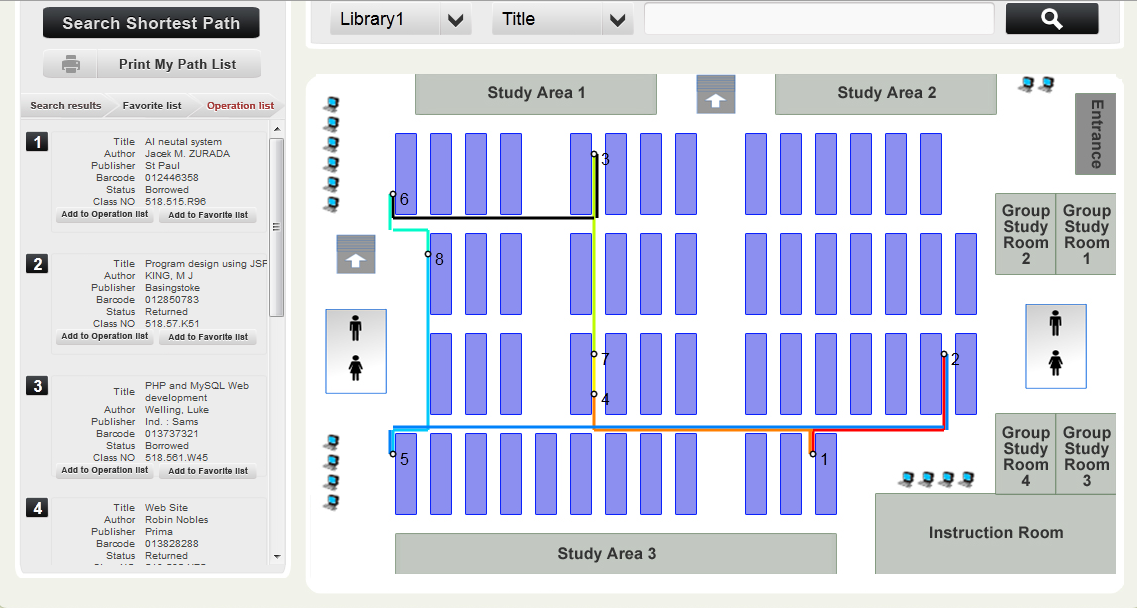 Search Shortest Path
Print My Path List
Search results
Favorite list
Operation list
1
Title AI neutal system
Author Jacek M. ZURADA
Publisher St Paul
Barcode 012446358
Status Borrowed
Class NO 518.515.R96
Add to Operation list
Add to Favorite list
2
Title Program design using JSF
Author KING, M J
Publisher Basingstoke
Barcode 012850783
Status Returned
Class NO 518.57.K51
Add to Operation list
Add to Favorite list
3
Title PHP and MySQL Web
development
Author Welling, Luke
Publisher Ind. : Sams
Barcode 013737321
Status Borrowed
Class NO 518.561.W45
Add to Operation list
Add to Favorite list
4
Title Web Site
Author Robin Nobles
Publisher Prima
Barcode 013828288
Status Returned
Library1
Title
Study Area 1
Study Area 2
Entrance
3
6
Group
Study
Room
2
Group
Study
Room
1
8
7
2
4
5
1
Group
Study
Room
4
Group
Study
Room
3
Instruction Room
Study Area 3